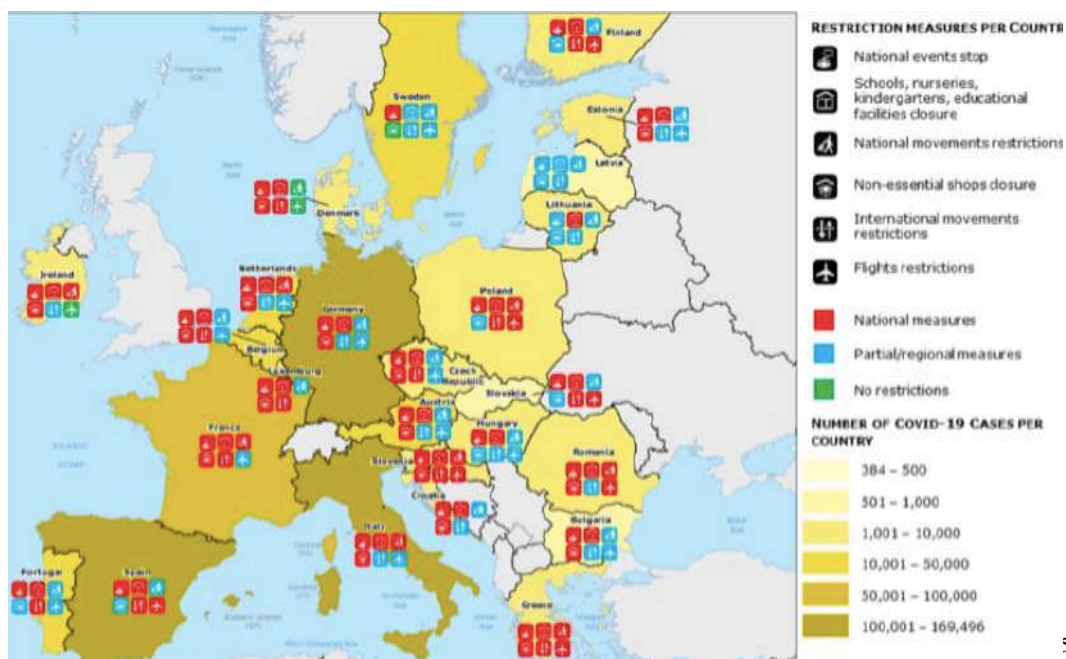 Finland
Sweden
Estonia
Latvia
Lithuania
Denmark
Ireland
Netherlands
Poland
Germany
Belgium
Luxemburg
Czech
Republic
Slovakia
Austria
Hungary
France
Slovenia
Romania
Croatia
Bulgaria
Italy
Portugal
Spain
Greece
RESTRICTION MEASURES PER COUNTR
National events stop
Schools, nurseries,
kindergartens, educational
facilities closure
National movements restrictions
Non-essential shops closure
International movements
restrictions
Flights restrictions
National measures
Partial/regional measures
No restrictions
NUMBER OF COVID-19 CASES PER
COUNTRY
384 – 500
501 – 1,000
1,001 – 10,000
10,001 – 50,000
50,001 – 100,000
100,001 – 169,496